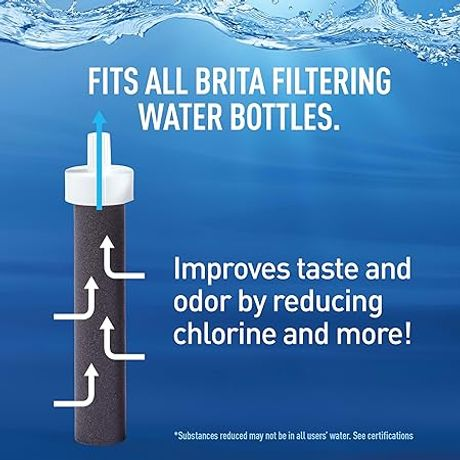 FITS ALL BRITA FILTERING
WATER BOTTLES.
Improves taste and
odor by reducing
chlorine and more!
*Substances reduced may not be in all users' water. See certifications